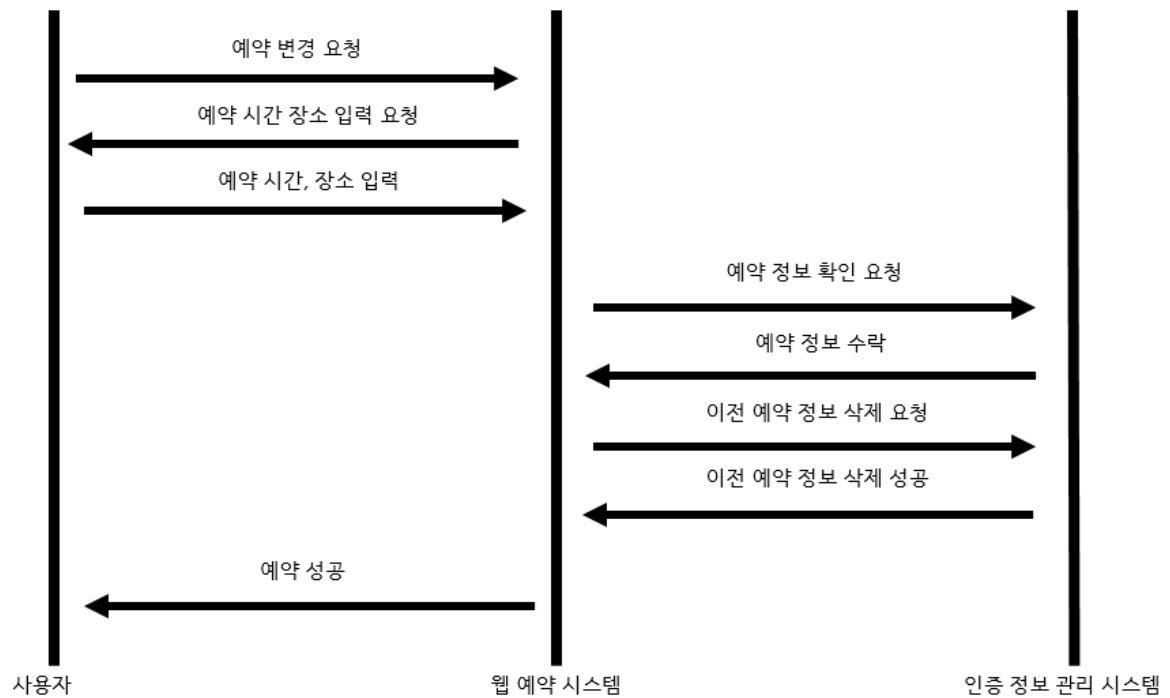 예약 변경 요청
예약 시간 장소 입력 요청
예약 시간, 장소 입력
예약 정보 확인 요청
예약 정보 수락
이전 예약 정보 삭제 요청
이전 예약 정보 삭제 성공
예약 성공
사용자
웹 예약 시스템
인증 정보 관리 시스템